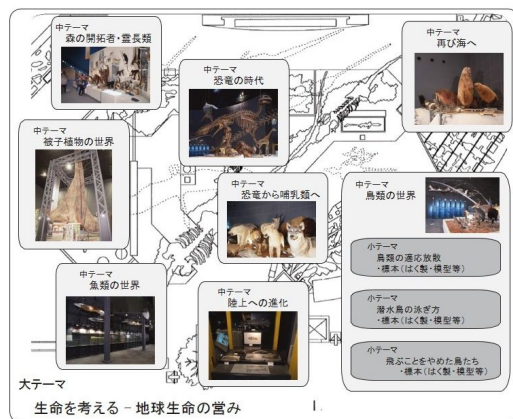 中テーマ
森の開拓者・霊長類
中テーマ
恐竜の時代
中テーマ
再び海へ
中テーマ
被子植物の世界
中テーマ
恐竜から哺乳類へ
中テーマ
鳥類の世界
小テーマ
鳥類の適応放散
・標本(はく製・模型等)
小テーマ
潜水鳥の泳ぎ方
・標本(はく製・模型等)
小テーマ
飛ぶことをやめた鳥たち
・標本(はく製・模型等)
中テーマ
魚類の世界
中テーマ
陸上への進化
大テーマ
生命を考える－地球生命の営み